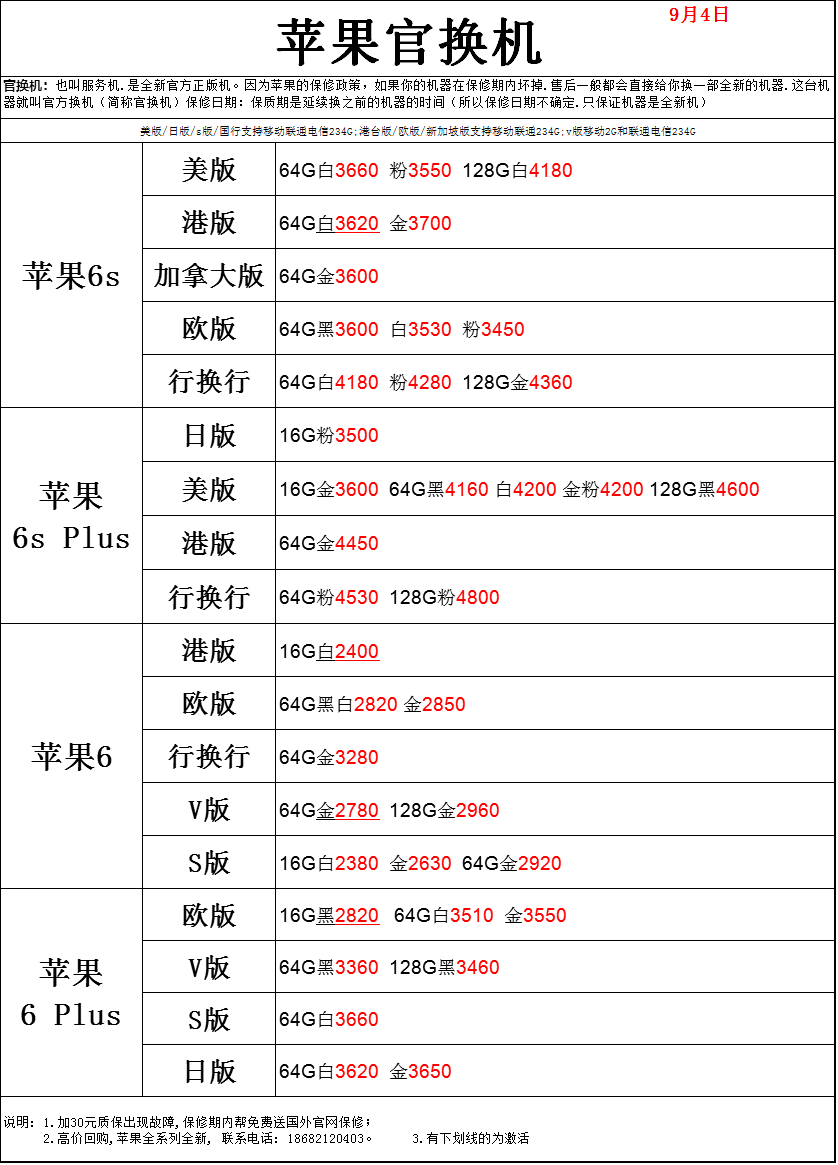 9月4日
苹果官换机
官换机：也叫服务机.是全新官方正版机。因为苹果的保修政策，如果你的机器在保修期内坏掉.售后一般都会直接给你换一部全新的机器.这台机
器就叫官方换机（简称官换机）保修日期：保质期是延续换之前的机器的时间（所以保修日期不确定.只保证机器是全新机）
美版/日版/s版/国行支持移动联通电信234G;港台版/欧版/新加坡版支持移动联通234G;v版移动2G和联通电信234G
苹果6s
美版 64G白3660 粉3550 128G白4180
港版 64G白3620 金3700
加拿大版 64G金3600
欧版 64G黑3600 白3530 粉3450
行换行 64G白4180 粉4280 128G金4360
苹果
6s Plus
日版 16G粉3500
美版 16G金3600 64G黑4160 白4200 金粉4200 128G黑4600
港版 64G金4450
行换行 64G粉4530 128G粉4800
苹果6
港版 16G白2400
欧版 64G黑白2820 金2850
行换行 64G金3280
V版 64G金2780 128G金2960
S版 16G白2380 金2630 64G金2920
苹果
6 Plus
欧版 16G黑2820 64G白3510 金3550
V版 64G黑3360 128G黑3460
S版 64G白3660
日版 64G白3620 金3650
说明：1.加30元质保出现故障,保修期内帮免费送国外官网保修；
2.高价回购,苹果全系列全新, 联系电话：18682120403。 3.有下划线的为激活